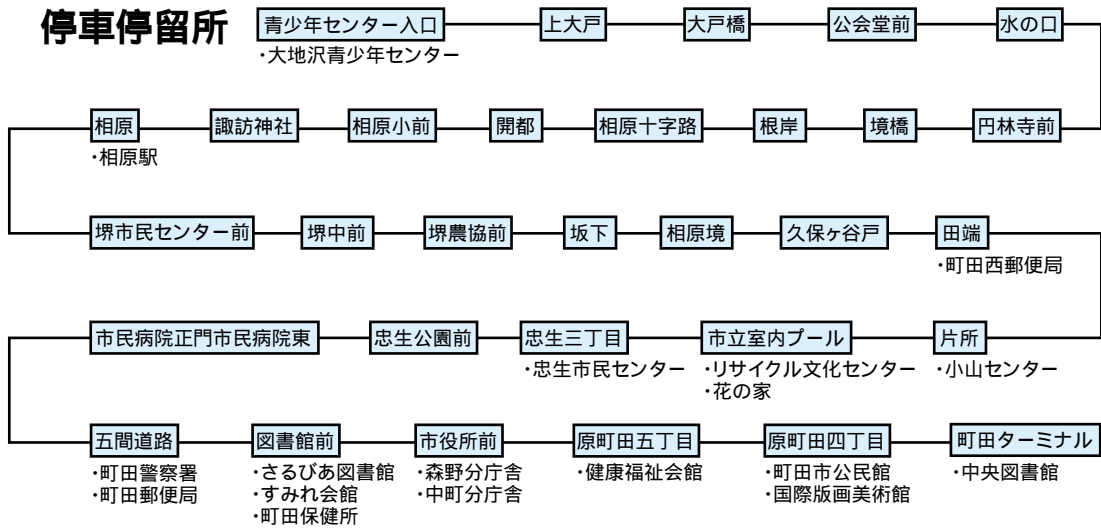 停車停留所
青少年センター入口 上大戸 大戸橋 公会堂前 水の口
・大地沢青少年センター
相原 諏訪神社 相原小前 開都 相原十字路 根岸 境橋 円林寺前
・相原駅
堺市民センター前 堺中前 堺農協前 坂下 相原境 久保ヶ谷戸 田端
・町田西郵便局
市民病院正門市民病院東 忠生公園前 忠生三丁目 市立室内プール 片所
・忠生市民センター ・リサイクル文化センター ・小山センター
・花の家
五間道路 図書館前 市役所前 原町田五丁目 原町田四丁目 町田ターミナル
・町田警察署 ・さるびあ図書館 ・森野分庁舎 ・健康福祉会館 ・町田市公民館 ・中央図書館
・町田郵便局 ・すみれ会館 ・中町分庁舎 ・国際版画美術館
・町田保健所